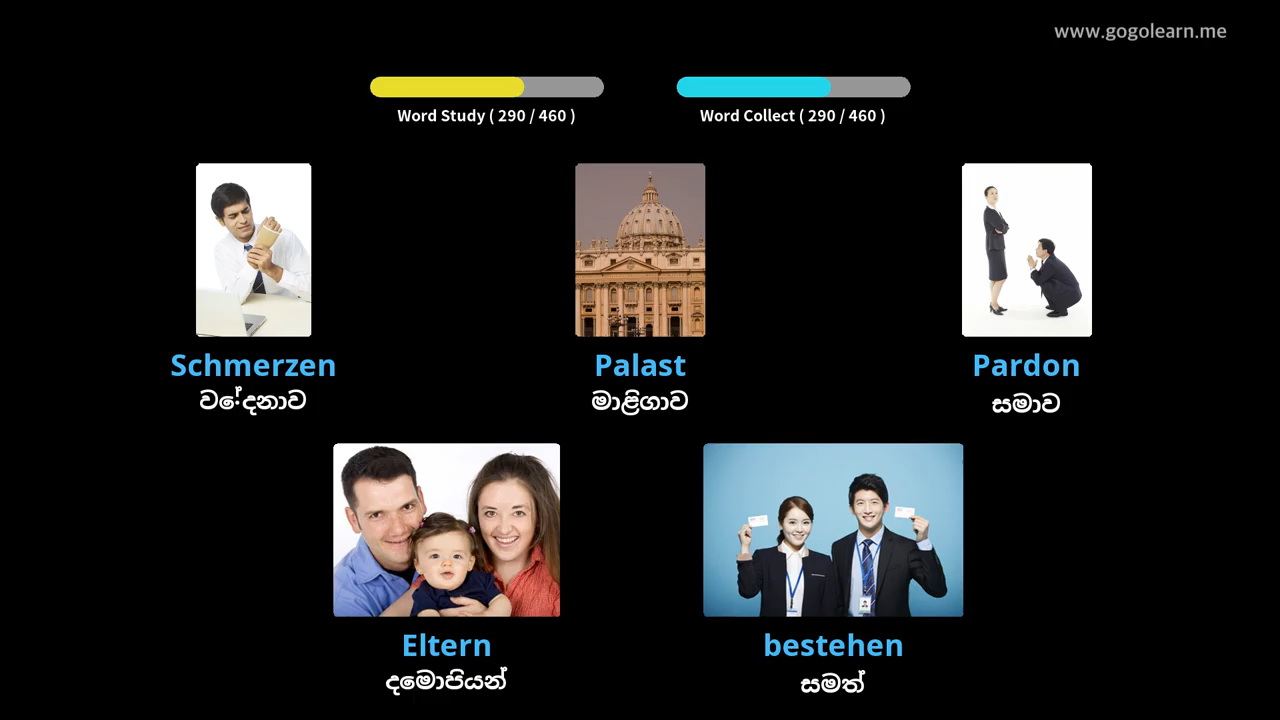 www.gogolearn.me
Word Study ( 290 / 460 )
Word Collect ( 290 / 460 )
Schmerzen
වේදනාව
Palast
මාළිගාව
Pardon
සමාව
Eltern
දෙමාපියන්
bestehen
සමත්